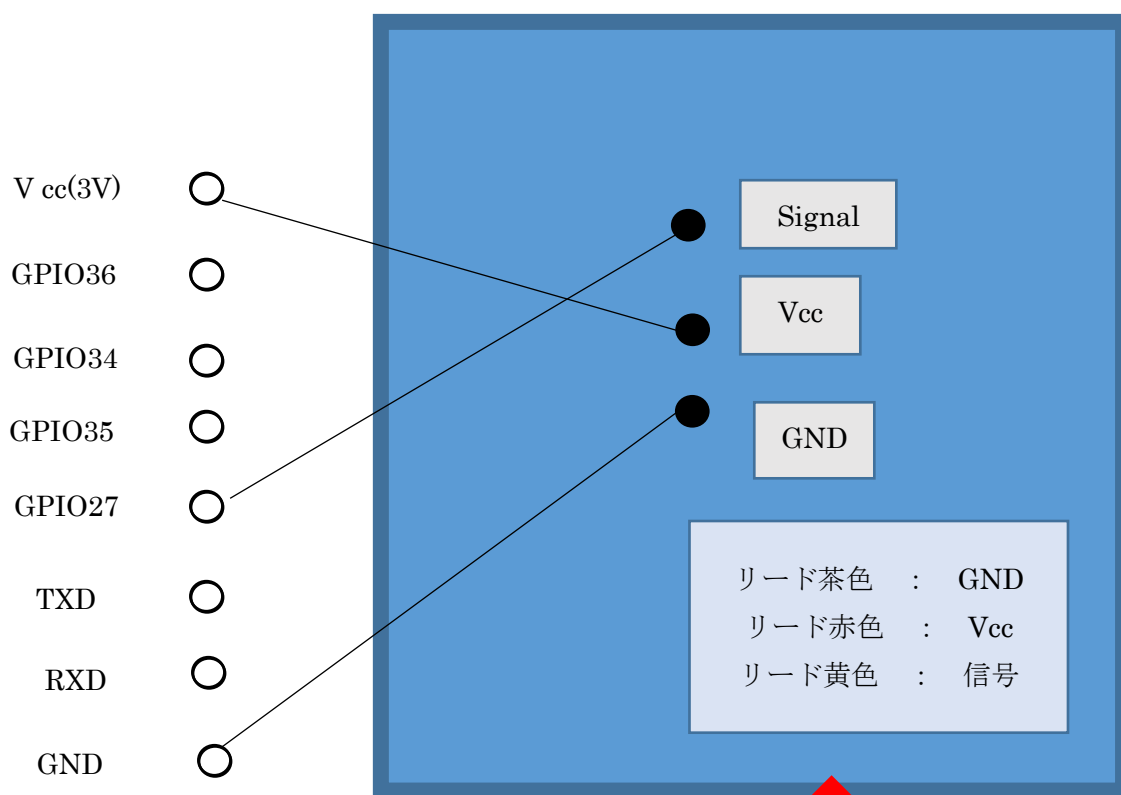 V cc(3V)
GPIO36
GPIO34
GPIO35
GPIO27
TXD
RXD
GND
Signal
Vcc
GND
リード茶色 : GND
リード赤色 : Vcc
リード黄色 : 信号